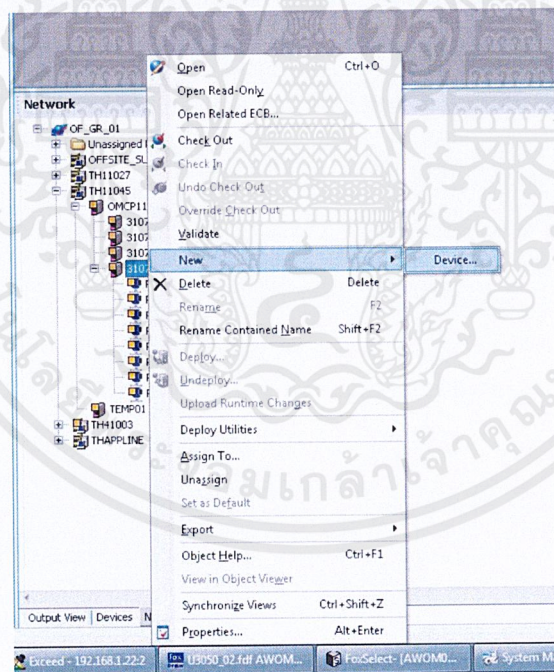 Network
OF_GR_01
Unassigned
OFFSITE_SL
TH11027
TH11045
OMCP11
3107
3107
3107
3107
TEMP01
TH41003
THAPPLINE
Open Ctrl+O
Open Read-Only
Open Related ECB...
Check Out
Check In
Undo Check Out
Override Check Out
Validate
New Device...
Delete Delete
Rename F2
Rename Contained Name Shift+F2
Deploy...
Undeploy...
Upload Runtime Changes
Deploy Utilities
Assign To...
Unassign
Set as Default
Export
Object Help... Ctrl+F1
View in Object Viewer
Synchronize Views Ctrl+Shift+Z
Properties... Alt+Enter
Output View Devices N
Exceed - 192.168.1.22:2 U3050_02.fdf AWOM... FoxSelect- [AWOM0... System M